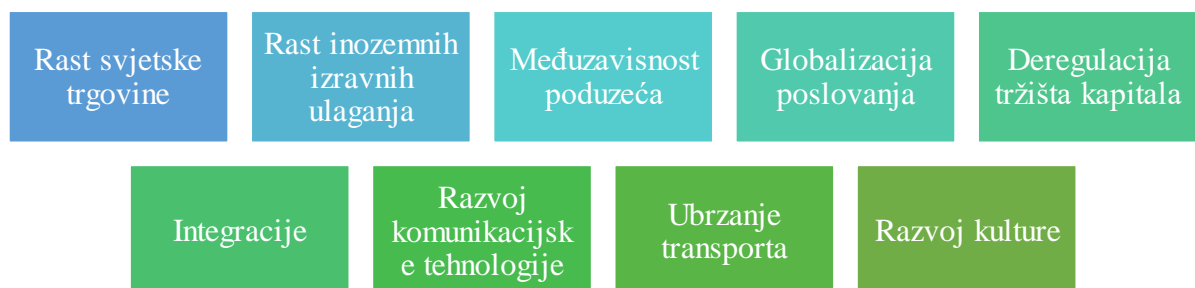 Rast svjetske
trgovine
Rast inozemnih
izravnih
ulaganja
Međuzavisnost
poduzeća
Globalizacija
poslovanja
Deregulacija
tržišta kapitala
Integracije
Razvoj
komunikacijsk
e tehnologije
Ubrzanje
transporta
Razvoj kulture